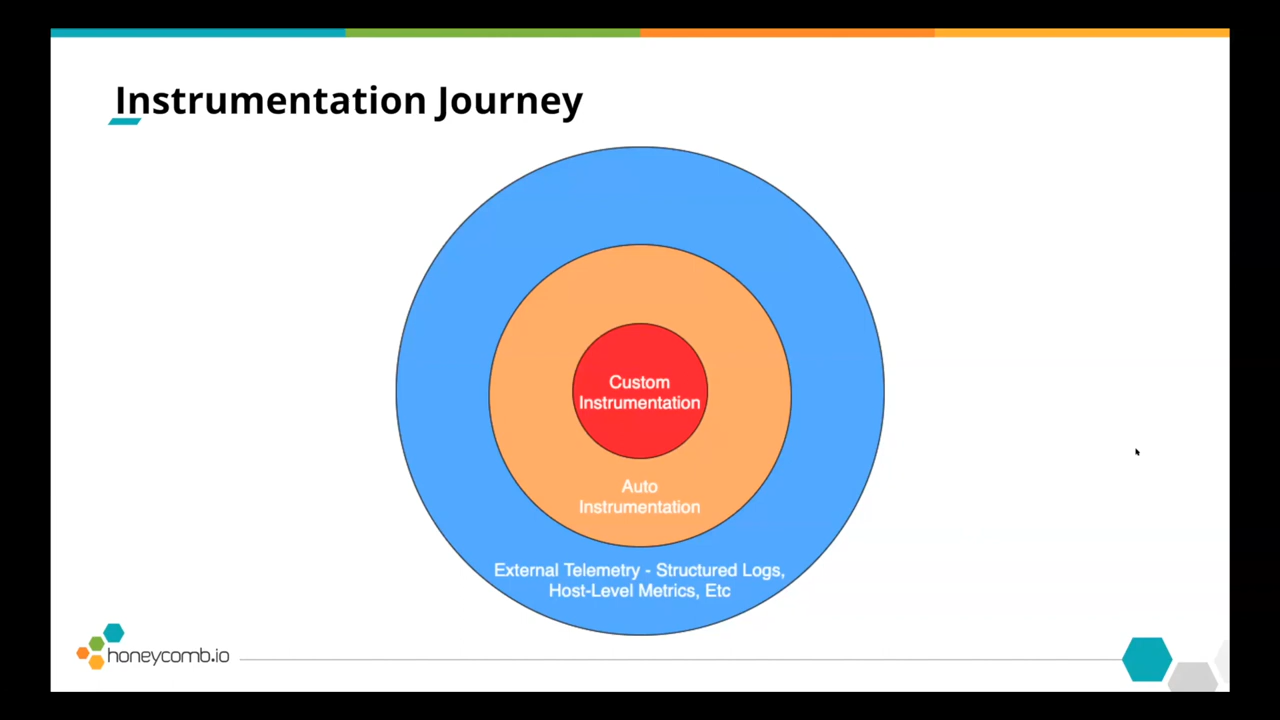 Instrumentation Journey
Custom
Instrumentation
Auto
Instrumentation
External Telemetry - Structured Logs,
Host-Level Metrics, Etc
honeycomb.io